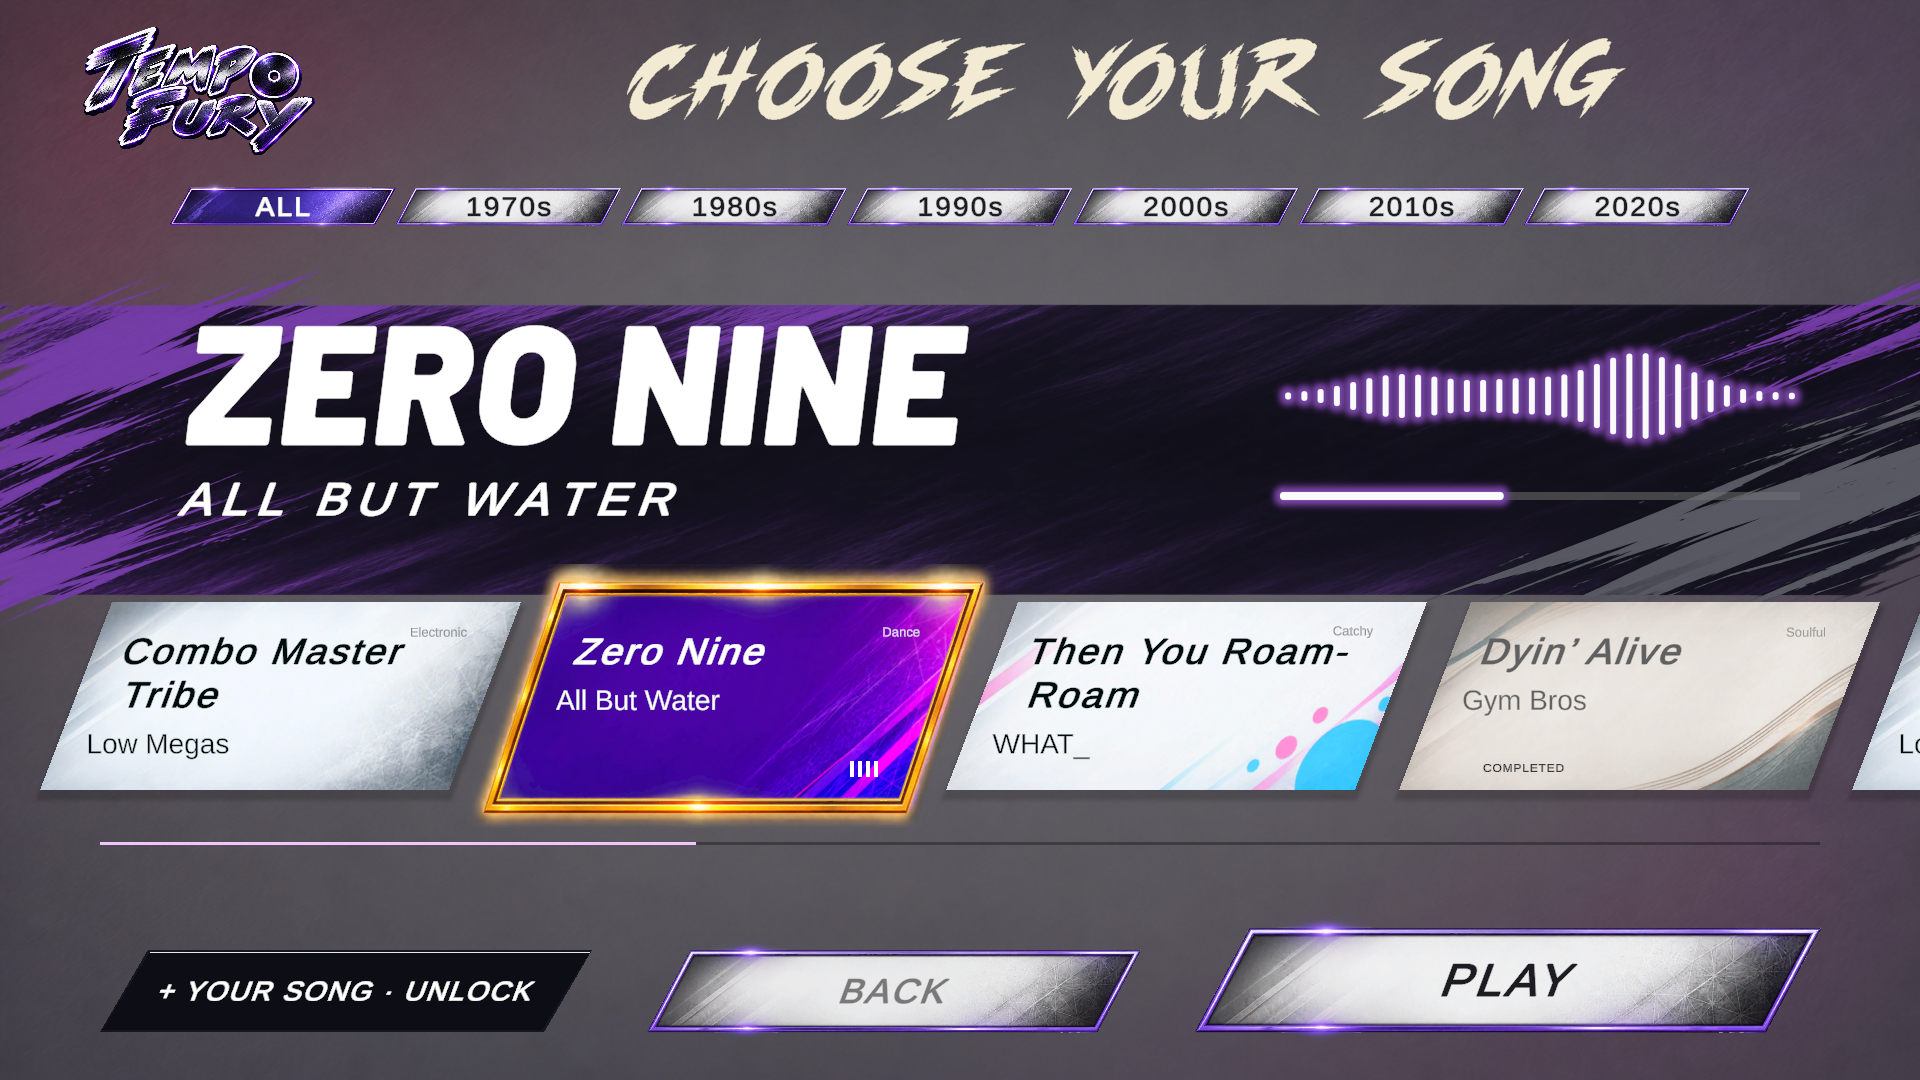 TEMPO
FURY
CHOOSE YOUR SONG
ALL
1970s
1980s
1990s
2000s
2010s
2020s
ZERO NINE
ALL BUT WATER
Combo Master
Tribe
Electronic
Low Megas
Zero Nine
Dance
All But Water
Then You Roam-
Roam
Catchy
WHAT_
Dyin’ Alive
Soulful
Gym Bros
COMPLETED
+ YOUR SONG · UNLOCK
BACK
PLAY